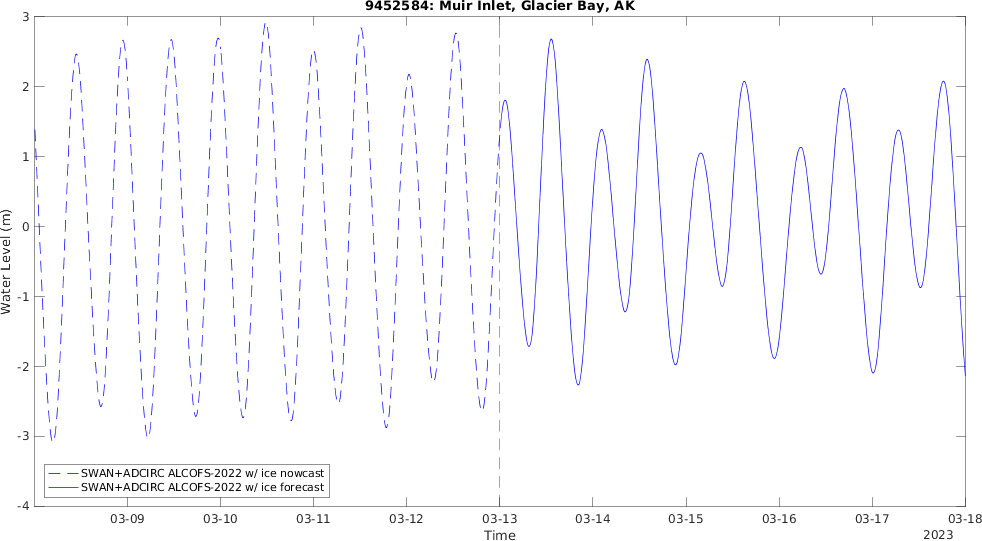 9452584: Muir Inlet, Glacier Bay, AK
3
2
1
0
-1
-2
-3
-4
Water Level (m)
SWAN+ADCIRC ALCOFS-2022 w/ ice nowcast
SWAN+ADCIRC ALCOFS-2022 w/ ice forecast
03-09 03-10 03-11 03-12 03-13 03-14 03-15 03-16 03-17 03-18
Time
2023